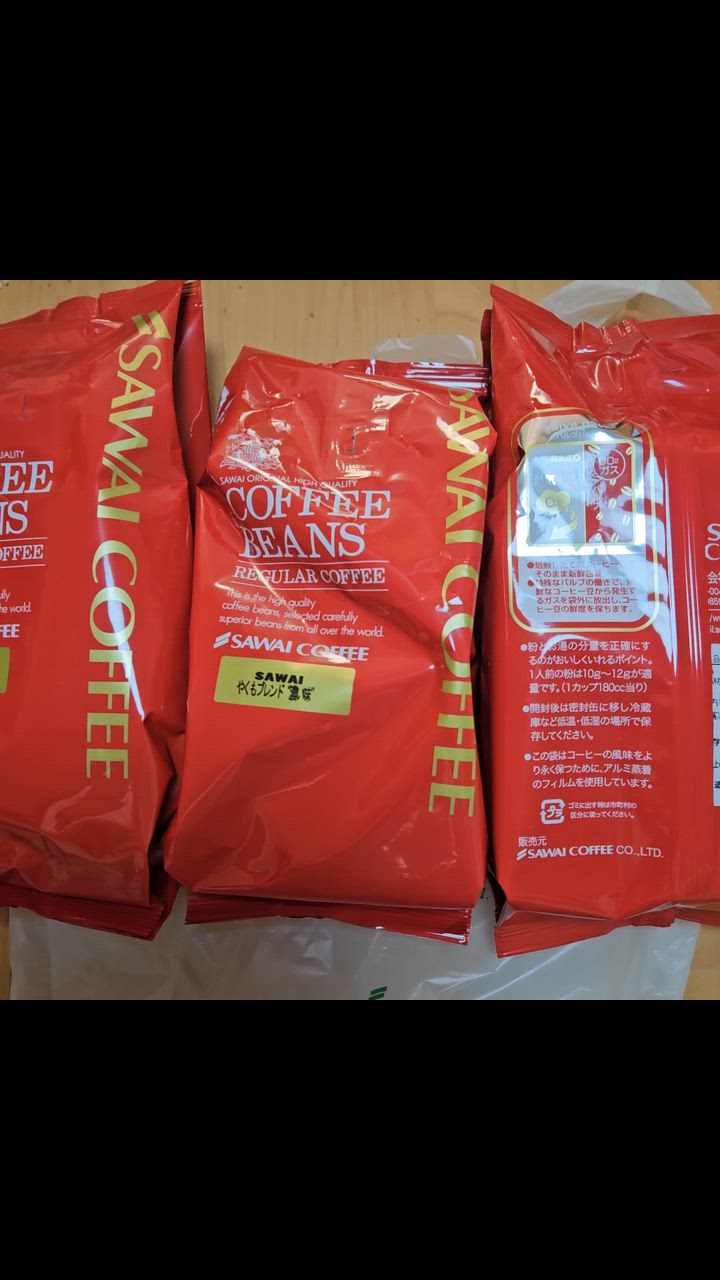 QUALITY
EE
NS
OFFEE
ully
s the world.
FEE
SAWAI COFFEE
SAWAI ORIGINAL HIGH QUALITY
COFFEE
BEANS
REGULAR COFFEE
This is the high quality
coffee beans, selected carefully
superior beans from all over the world.
SAWAI COFFEE
SAWAI
やくもブレンド"濃味"
SAWAI COFFEE
バルブパ
ガス
●焙煎したてのコーヒー
そのまま新鮮包装
●特殊なバルブの働きで、新
鮮なコーヒー豆から発生す
るガスを袋外に放出し、コー
ヒー豆の鮮度を保ちます。
●粉とお湯の分量を正確にす
るのがおいしくいれるポイント。
1人前の粉は10g〜12gが適
量です。(1カップ180cc当り)
●開封後は密封缶に移し冷蔵
庫など低温・低湿の場所で保
存してください。
●この袋はコーヒーの風味をよ
り永く保つために、アルミ蒸着
のフィルムを使用しています。
プラ
ゴミに出す時は市町村の
区分に従ってください。
販売元
SAWAI COFFEE CO.,LTD.